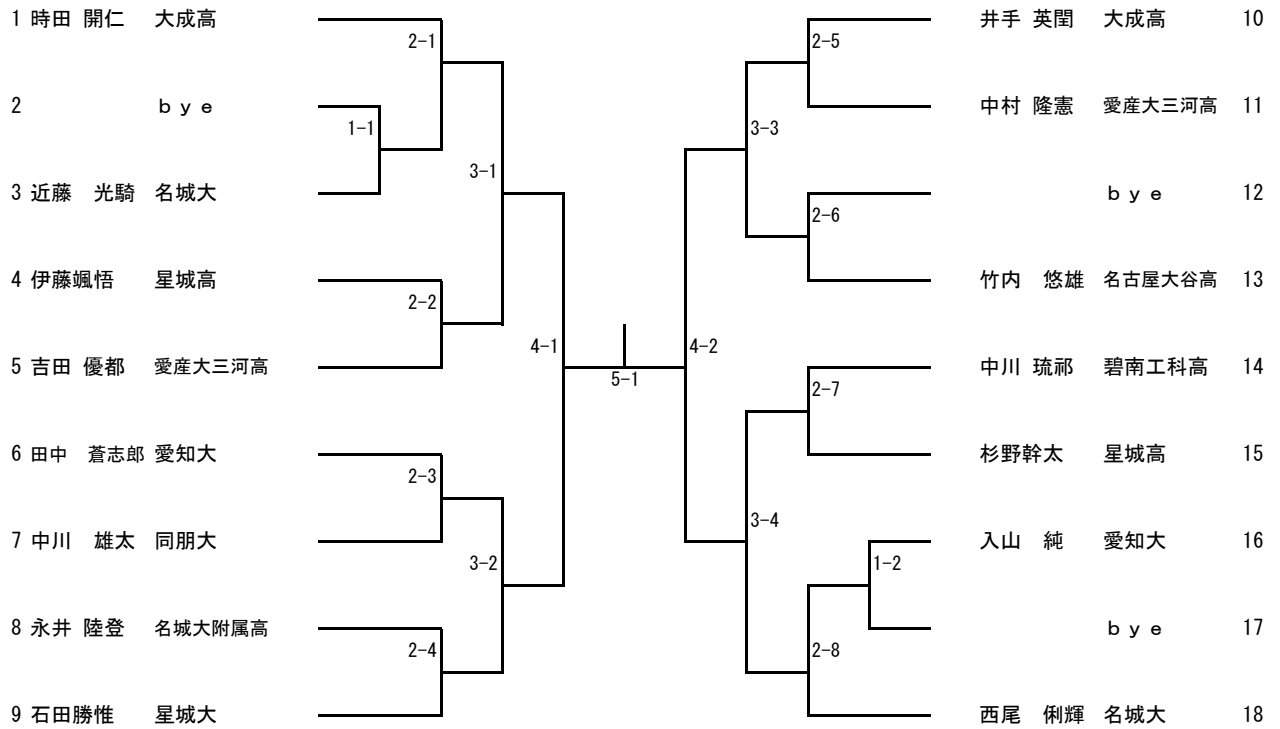 1 時田 開仁 大成高
2-1
2 ｂｙｅ
1-1
3 近藤　光騎 名城大
3-1
4 伊藤颯悟 星城高
2-2
5 吉田 優都 愛産大三河高
4-1
6 田中　蒼志郎 愛知大
2-3
7 中川　雄太 同朋大
3-2
8 永井 陸登 名城大附属高
2-4
9 石田勝惟 星城大
5-1
井手 英閏 大成高 10
2-5
中村 隆憲 愛産大三河高 11
3-3
ｂｙｅ 12
2-6
竹内　悠雄 名古屋大谷高 13
4-2
中川 琉祁 碧南工科高 14
2-7
杉野幹太 星城高 15
3-4
入山　純 愛知大 16
1-2
ｂｙｅ 17
2-8
西尾　俐輝 名城大 18